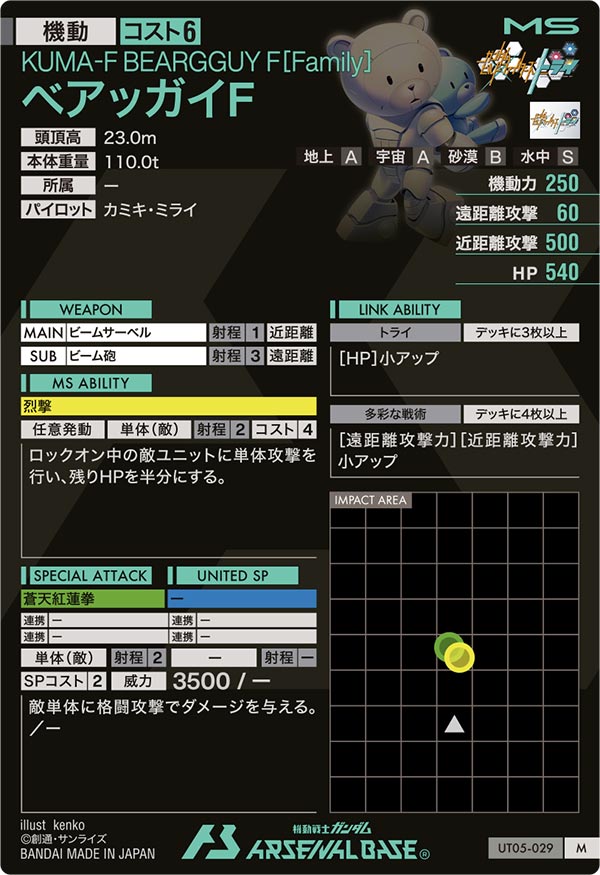 機動 コスト6
MS
KUMA-F BEARGGUY F[Family]
ベアッガイF
頭頂高 23.0m
本体重量 110.0t
所属 ー
パイロット カミキ・ミライ
地上 A 宇宙 A 砂漠 B 水中 S
機動力 250
遠距離攻撃 60
近距離攻撃 500
HP 540
WEAPON
MAIN ビームサーベル 射程 1 近距離
SUB ビーム砲 射程 3 遠距離
MS ABILITY
烈撃
任意発動 単体(敵) 射程 2 コスト 4
ロックオン中の敵ユニットに単体攻撃を
行い、残りHPを半分にする。
LINK ABILITY
トライ デッキに3枚以上
[HP]小アップ
多彩な戦術 デッキに4枚以上
[遠距離攻撃力][近距離攻撃力]
小アップ
IMPACT AREA
SPECIAL ATTACK UNITED SP
蒼天紅蓮拳 ー
連携 ー 連携 ー
連携 ー 連携 ー
単体(敵) 射程 2 ー 射程 ー
SPコスト 2 威力 3500 / ー
敵単体に格闘攻撃でダメージを与える。
/ー
illust kenko
©創通・サンライズ
BANDAI MADE IN JAPAN
機動戦士ガンダム
ARSENAL BASE®
UT05-029 M